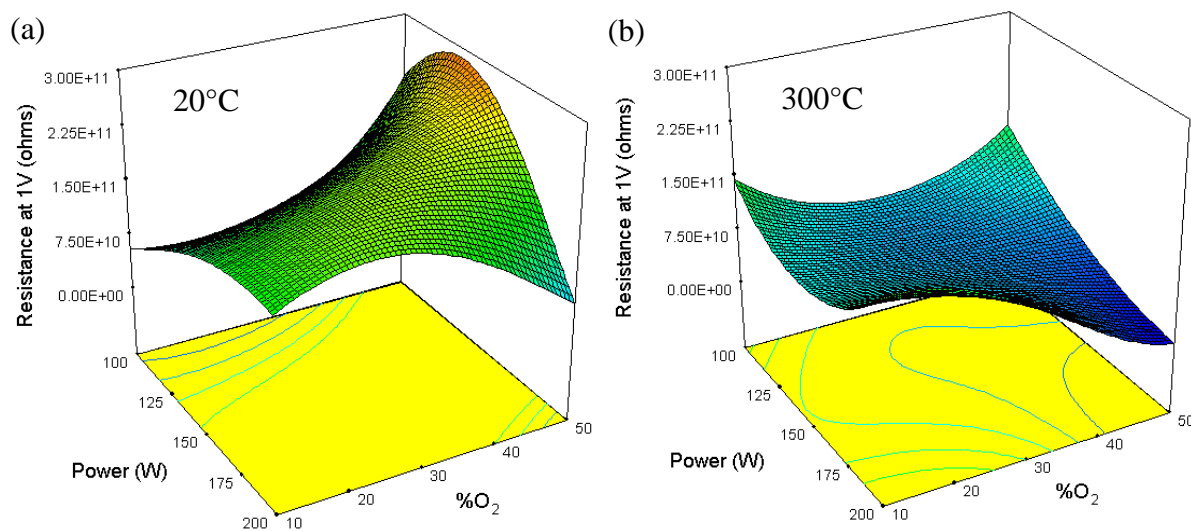 (a)
20°C
3.00E+11
2.25E+11
1.50E+11
7.50E+10
0.00E+00
Resistance at 1V (ohms)
100
125
150
175
200
Power (W)
10
20
30
40
50
%O₂
(b)
300°C
3.00E+11
2.25E+11
1.50E+11
7.50E+10
0.00E+00
Resistance at 1V (ohms)
100
125
150
175
200
Power (W)
10
20
30
40
50
%O₂